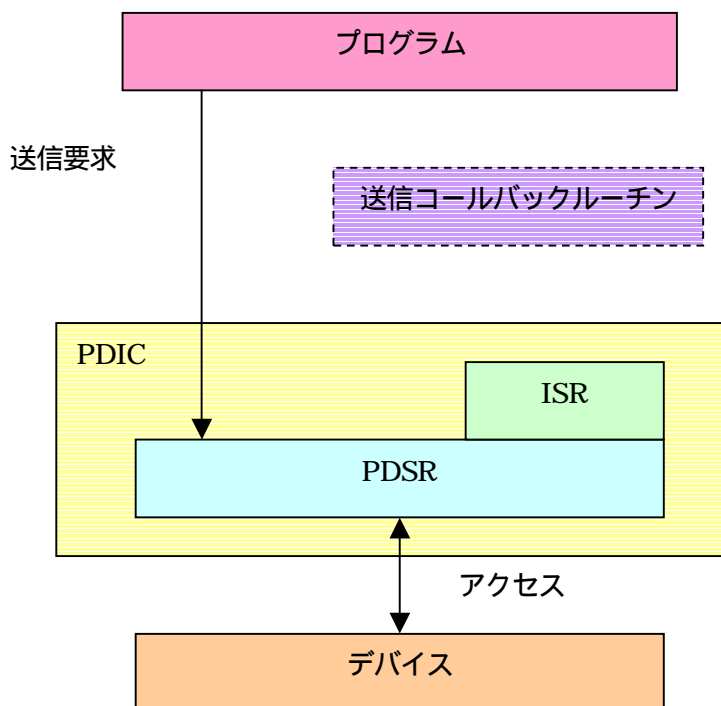 プログラム
送信要求
送信コールバックルーチン
PDIC
ISR
PDSR
アクセス
デバイス